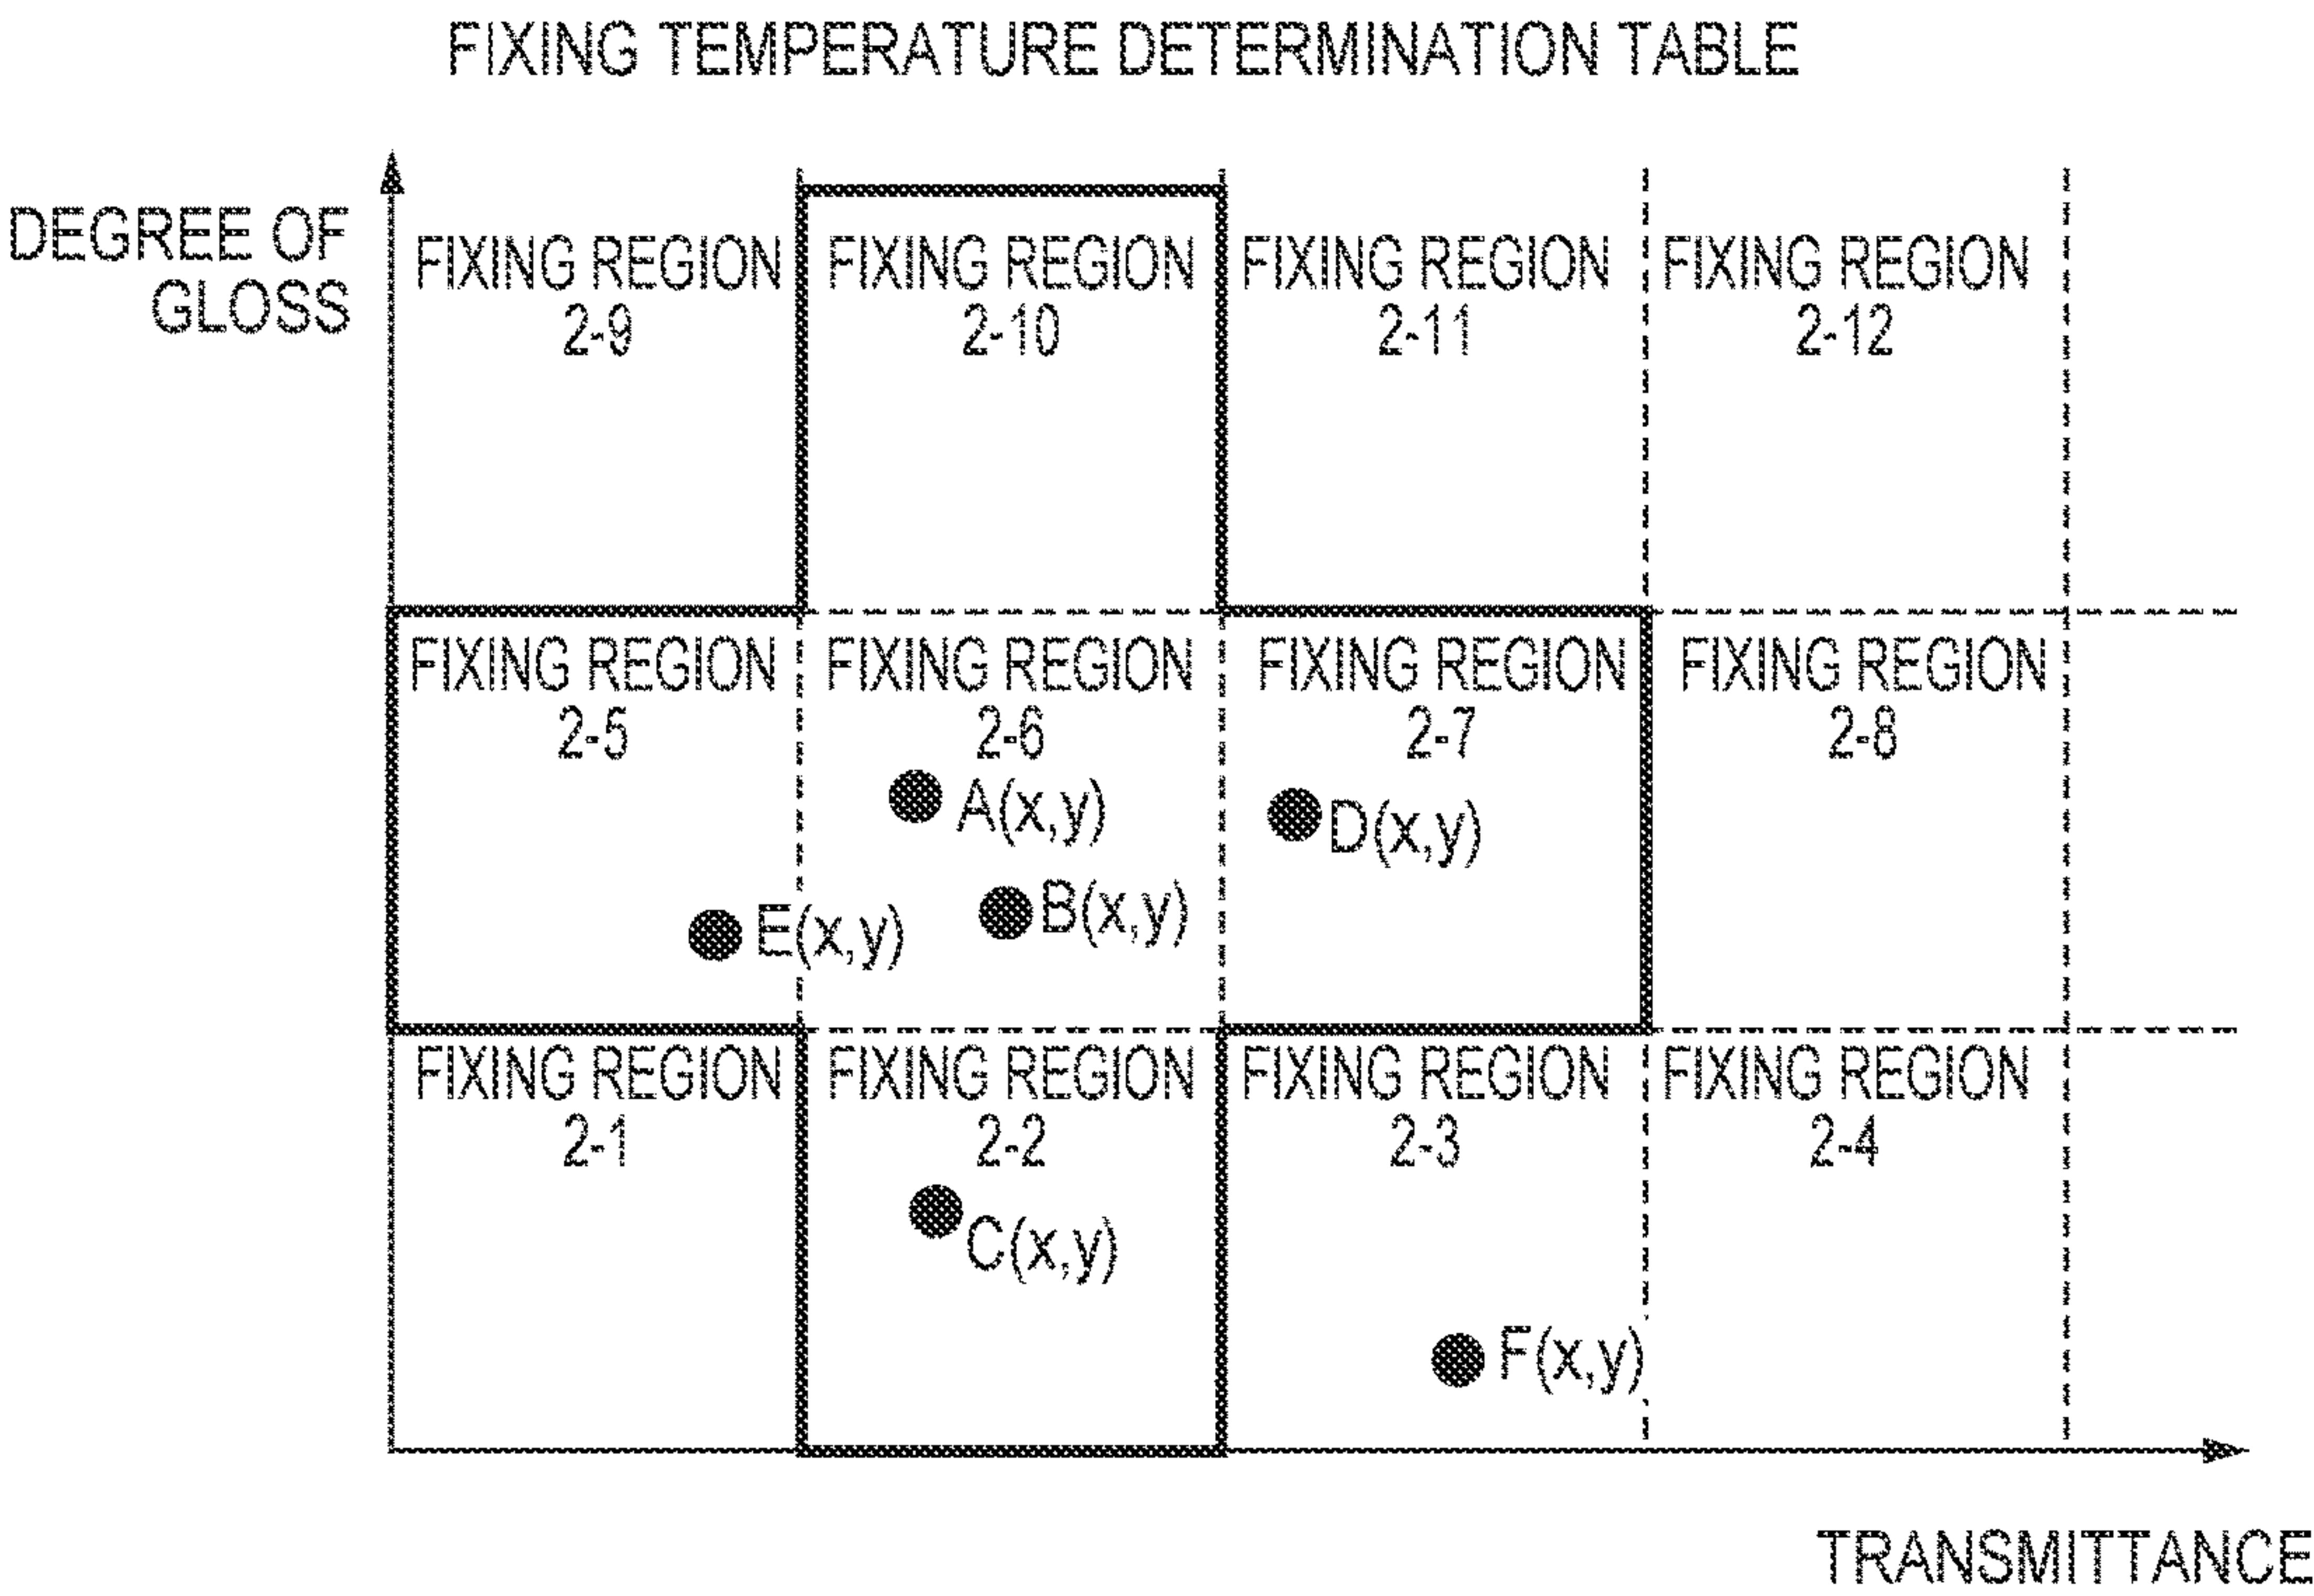 FIXING TEMPERATURE DETERMINATION TABLE
DEGREE OF
GLOSS
FIXING REGION
2-9
FIXING REGION
2-10
FIXING REGION
2-11
FIXING REGION
2-12
FIXING REGION
2-5
FIXING REGION
2-6
FIXING REGION
2-7
FIXING REGION
2-8
A(x,y)
D(x,y)
B(x,y)
E(x,y)
FIXING REGION
2-1
FIXING REGION
2-2
FIXING REGION
2-3
FIXING REGION
2-4
C(x,y)
F(x,y)
TRANSMITTANCE